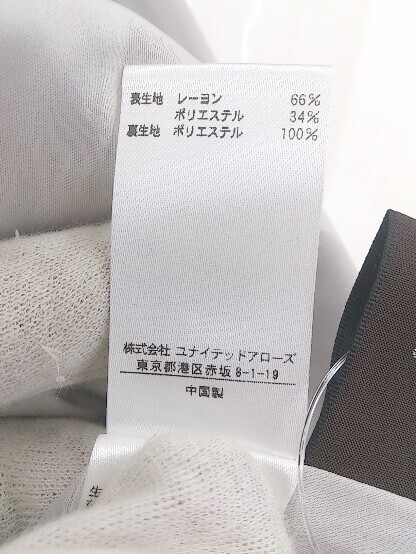 表生地 レーヨン 66%
ポリエステル 34%
裏生地 ポリエステル 100%
株式会社 ユナイテッドアローズ
東京都港区赤坂 8-1-19
中国製
生